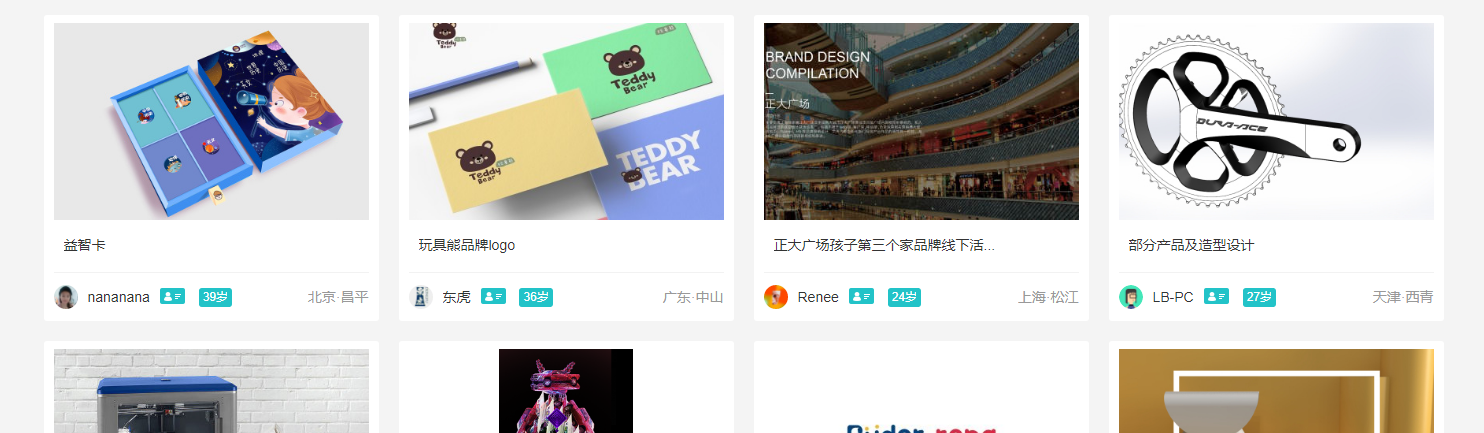 益智卡
nananana 39岁 北京·昌平
Teddy
Bear
Teddy
Bear
TEDDY
BEAR
玩具熊品牌logo
东虎 36岁 广东·中山
BRAND DESIGN
COMPILATION
正大广场
正大广场孩子第三个家品牌线下活...
Renee 24岁 上海·松江
DURA-ACE
部分产品及造型设计
LB-PC 27岁 天津·西青